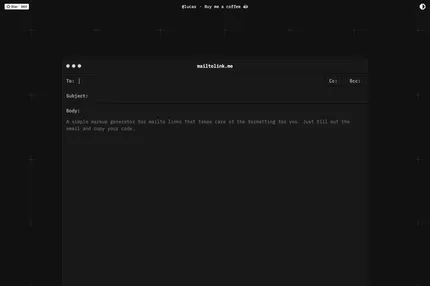 Star
@lucas - Buy me a coffee
mailtolink.me
To:
Cc:
Bcc:
Subject:
Body:
A simple markup generator for mailto links that takes care of the formatting for you. Just fill out the
email and copy your code.